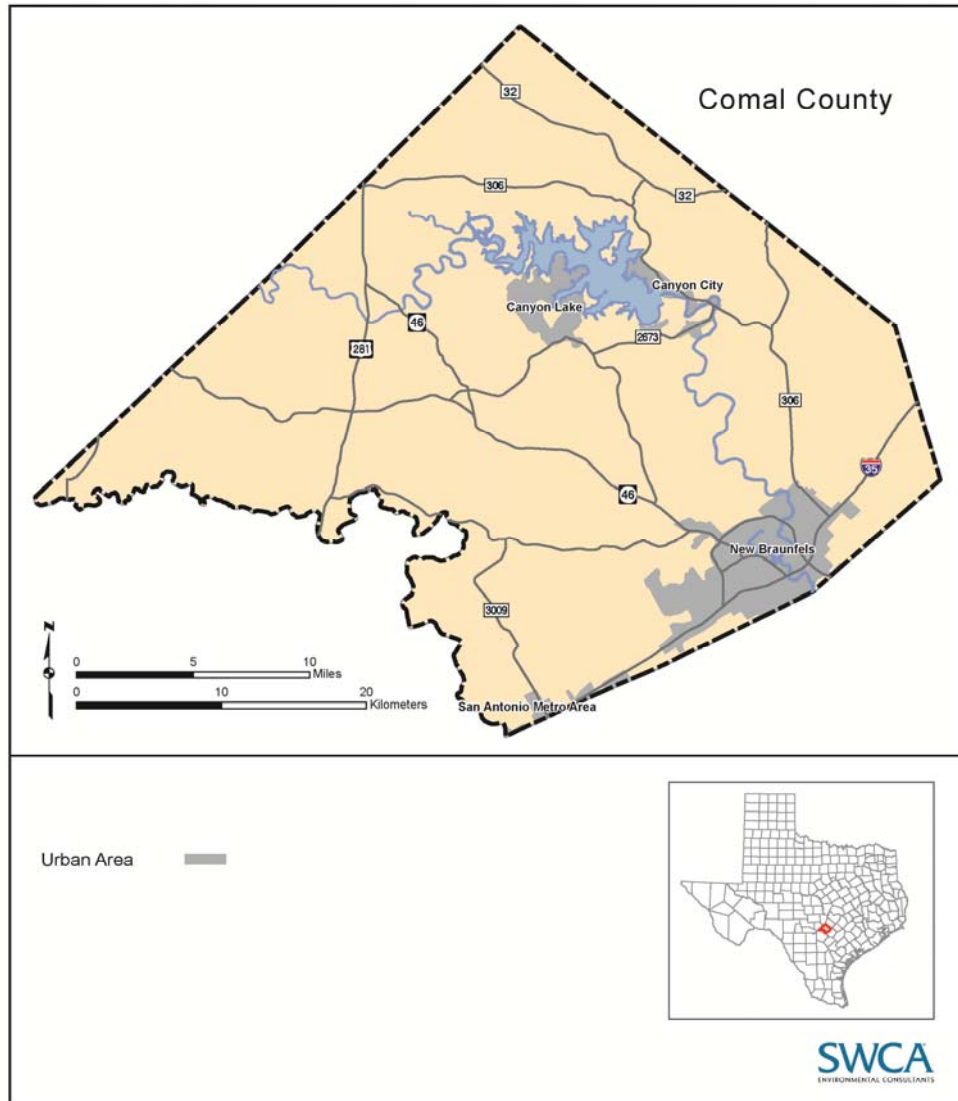 Comal County
32
306
32
Canyon City
Canyon Lake
46
281
2673
306
35
46
New Braunfels
3009
N
0 5 10
Miles
0 10 20
Kilometers
San Antonio Metro Area
Urban Area
SWCA
ENVIRONMENTAL CONSULTANTS